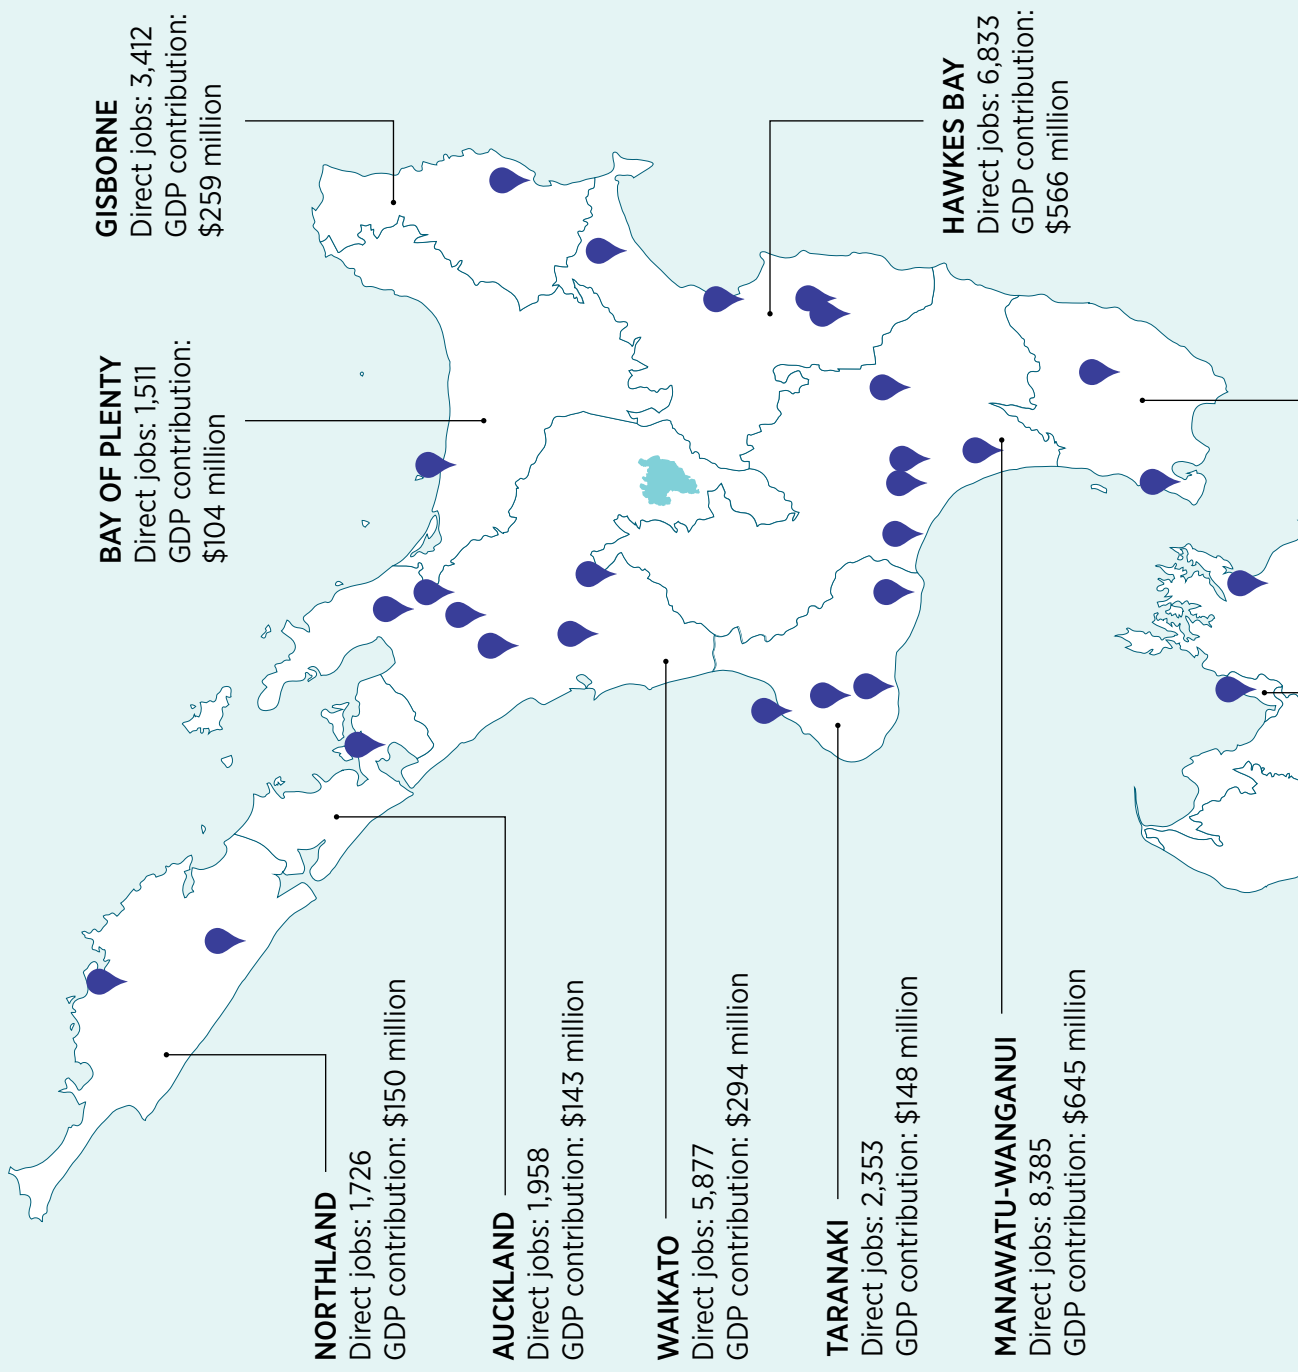 GISBORNE
Direct jobs: 3,412
GDP contribution:
$259 million
BAY OF PLENTY
Direct jobs: 1,511
GDP contribution:
$104 million
HAWKES BAY
Direct jobs: 6,833
GDP contribution:
$566 million
NORTHLAND
Direct jobs: 1,726
GDP contribution: $150 million
AUCKLAND
Direct jobs: 1,958
GDP contribution: $143 million
WAIKATO
Direct jobs: 5,877
GDP contribution: $294 million
TARANAKI
Direct jobs: 2,353
GDP contribution: $148 million
MANAWATU-WANGANUI
Direct jobs: 8,385
GDP contribution: $645 million